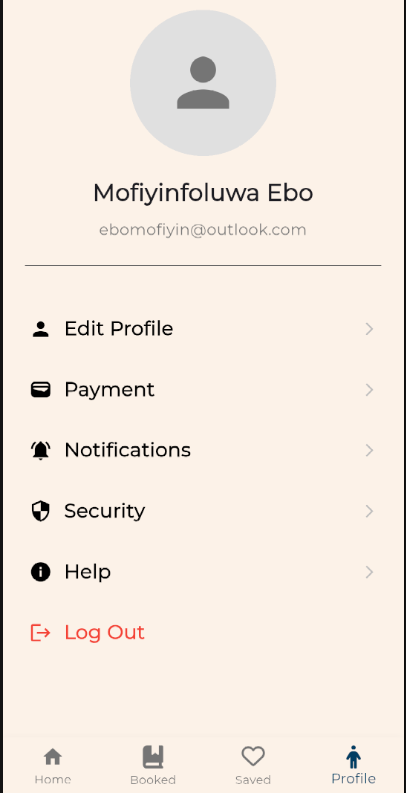 Mofiyinfoluwa Ebo
ebomofiyin@outlook.com
Edit Profile
Payment
Notifications
Security
Help
Log Out
Home
Booked
Saved
Profile